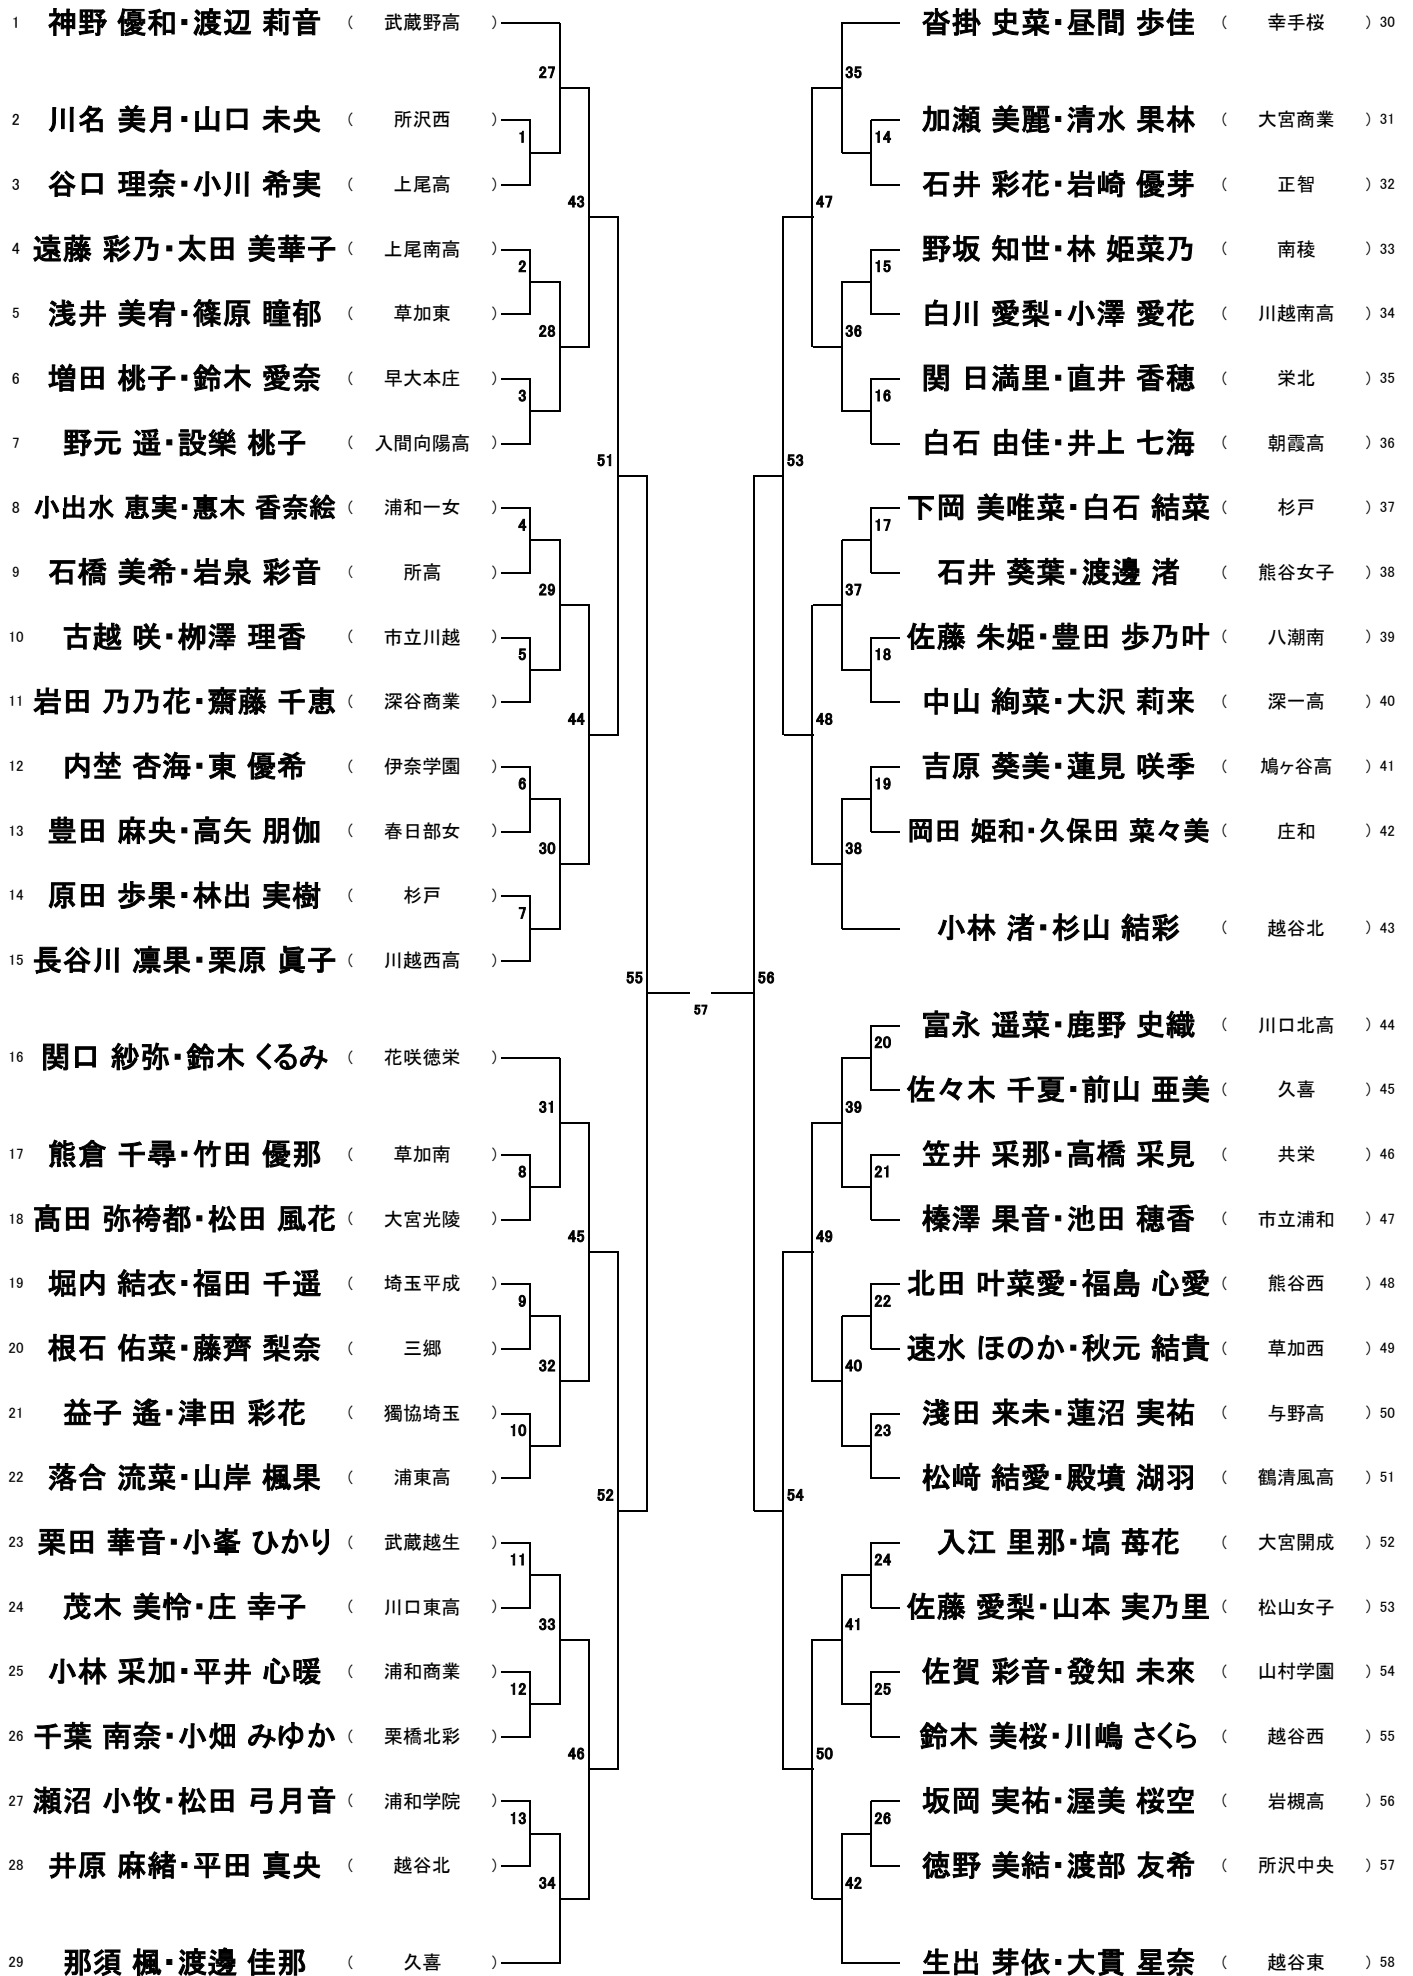 1 神野 優和・渡辺 莉音 ( 武蔵野高 )
27
2 川名 美月・山口 未央 ( 所沢西 )
1
3 谷口 理奈・小川 希実 ( 上尾高 )
43
4 遠藤 彩乃・太田 美華子 ( 上尾南高 )
2
5 浅井 美宥・篠原 瞳郁 ( 草加東 )
28
6 増田 桃子・鈴木 愛奈 ( 早大本庄 )
3
7 野元 遥・設樂 桃子 ( 入間向陽高 )
51
8 小出水 恵実・惠木 香奈絵 ( 浦和一女 )
4
9 石橋 美希・岩泉 彩音 ( 所高 )
29
10 古越 咲・栁澤 理香 ( 市立川越 )
5
11 岩田 乃乃花・齋藤 千恵 ( 深谷商業 )
44
12 内埜 杏海・東 優希 ( 伊奈学園 )
6
13 豊田 麻央・高矢 朋伽 ( 春日部女 )
30
14 原田 歩果・林出 実樹 ( 杉戸 )
7
15 長谷川 凛果・栗原 眞子 ( 川越西高 )
55
16 関口 紗弥・鈴木 くるみ ( 花咲徳栄 )
31
17 熊倉 千尋・竹田 優那 ( 草加南 )
8
18 髙田 弥袴都・松田 風花 ( 大宮光陵 )
45
19 堀内 結衣・福田 千遥 ( 埼玉平成 )
9
20 根石 佑菜・藤齊 梨奈 ( 三郷 )
32
21 益子 遙・津田 彩花 ( 獨協埼玉 )
10
22 落合 流菜・山岸 楓果 ( 浦東高 )
52
23 栗田 華音・小峯 ひかり ( 武蔵越生 )
11
24 茂木 美怜・庄 幸子 ( 川口東高 )
33
25 小林 采加・平井 心暖 ( 浦和商業 )
12
26 千葉 南奈・小畑 みゆか ( 栗橋北彩 )
46
27 瀬沼 小牧・松田 弓月音 ( 浦和学院 )
13
28 井原 麻緒・平田 真央 ( 越谷北 )
34
29 那須 楓・渡邊 佳那 ( 久喜 )
57
沓掛 史菜・昼間 歩佳 ( 幸手桜 ) 30
35
加瀬 美麗・清水 果林 ( 大宮商業 ) 31
14
石井 彩花・岩崎 優芽 ( 正智 ) 32
47
野坂 知世・林 姫菜乃 ( 南稜 ) 33
15
白川 愛梨・小澤 愛花 ( 川越南高 ) 34
36
関 日満里・直井 香穂 ( 栄北 ) 35
16
白石 由佳・井上 七海 ( 朝霞高 ) 36
53
下岡 美唯菜・白石 結菜 ( 杉戸 ) 37
17
石井 葵葉・渡邊 渚 ( 熊谷女子 ) 38
37
佐藤 朱姫・豊田 歩乃叶 ( 八潮南 ) 39
18
中山 絢菜・大沢 莉来 ( 深一高 ) 40
48
吉原 葵美・蓮見 咲季 ( 鳩ヶ谷高 ) 41
19
岡田 姫和・久保田 菜々美 ( 庄和 ) 42
38
小林 渚・杉山 結彩 ( 越谷北 ) 43
56
富永 遥菜・鹿野 史織 ( 川口北高 ) 44
20
佐々木 千夏・前山 亜美 ( 久喜 ) 45
39
笠井 采那・高橋 采見 ( 共栄 ) 46
21
榛澤 果音・池田 穂香 ( 市立浦和 ) 47
49
北田 叶菜愛・福島 心愛 ( 熊谷西 ) 48
22
速水 ほのか・秋元 結貴 ( 草加西 ) 49
40
淺田 来未・蓮沼 実祐 ( 与野高 ) 50
23
松﨑 結愛・殿墳 湖羽 ( 鶴清風高 ) 51
54
入江 里那・塙 苺花 ( 大宮開成 ) 52
24
佐藤 愛梨・山本 実乃里 ( 松山女子 ) 53
41
佐賀 彩音・發知 未來 ( 山村学園 ) 54
25
鈴木 美桜・川嶋 さくら ( 越谷西 ) 55
50
坂岡 実祐・渥美 桜空 ( 岩槻高 ) 56
26
徳野 美結・渡部 友希 ( 所沢中央 ) 57
42
生出 芽依・大貫 星奈 ( 越谷東 ) 58